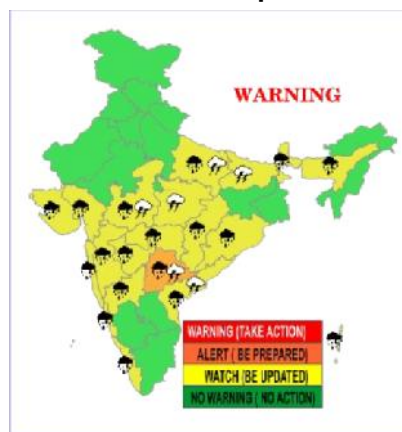 WARNING
WARNING (TAKE ACTION)
ALERT ( BE PREPARED)
WATCH (BE UPDATED)
NO WARNING ( NO ACTION)